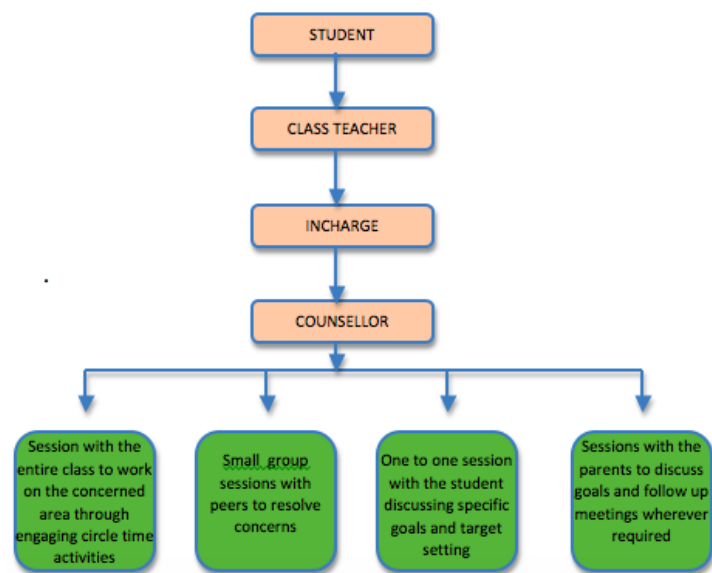 STUDENT
CLASS TEACHER
INCHARGE
COUNSELLOR
Session with the
entire class to work
on the concerned
area through
engaging circle time
activities
Small group
sessions with
peers to resolve
concerns
One to one session
with the student
discussing specific
goals and target
setting
Sessions with the
parents to discuss
goals and follow up
meetings wherever
required